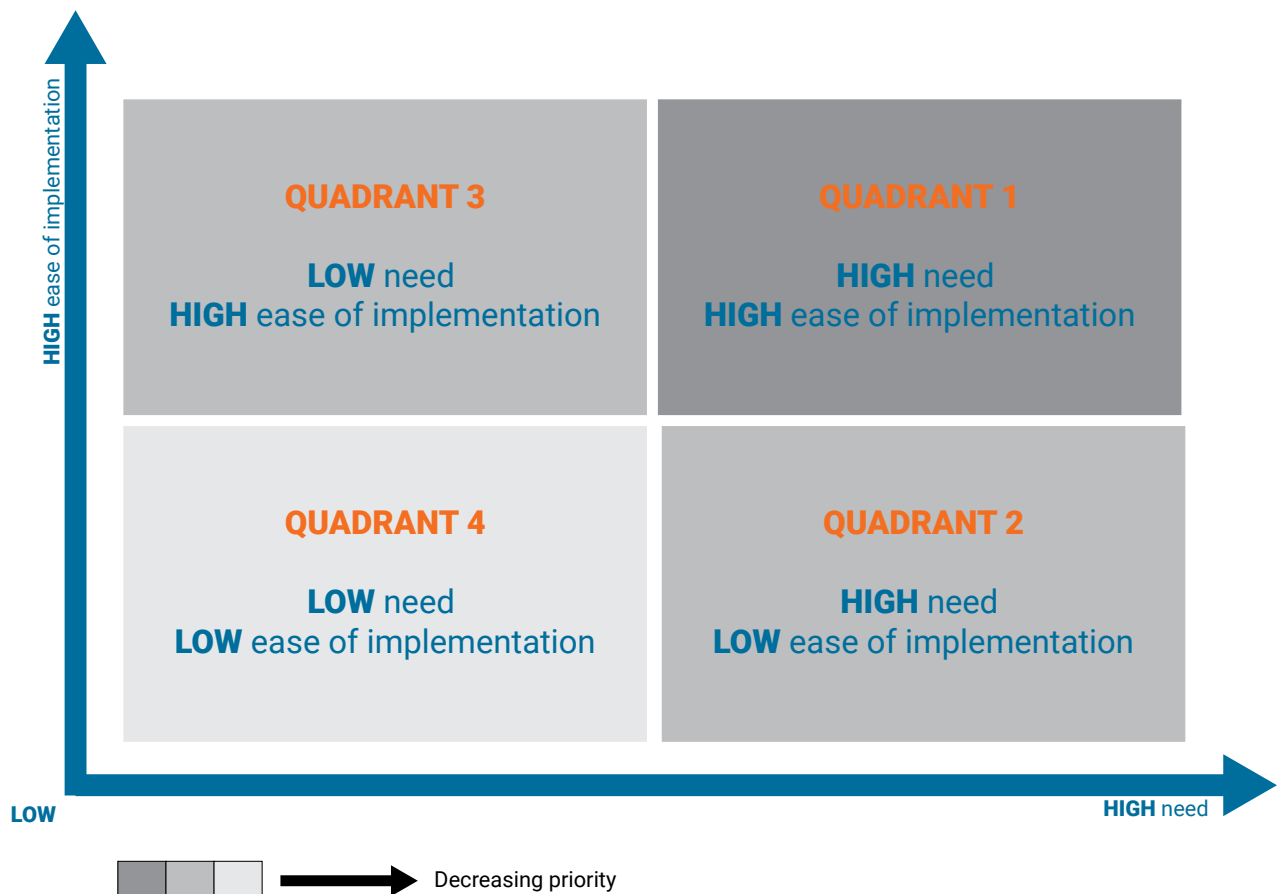 HIGH ease of implementation
QUADRANT 3
LOW need
HIGH ease of implementation
QUADRANT 1
HIGH need
HIGH ease of implementation
QUADRANT 4
LOW need
LOW ease of implementation
QUADRANT 2
HIGH need
LOW ease of implementation
LOW
HIGH need
Decreasing priority